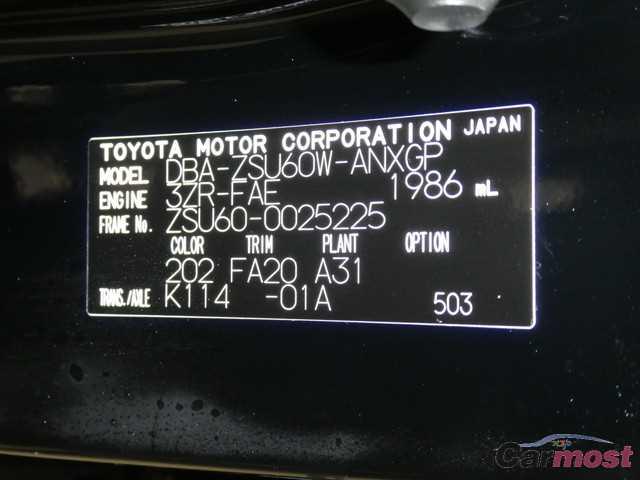 TOYOTA MOTOR CORPORATION JAPAN
MODEL DBA-ZSU60W-ANXGP
ENGINE 3ZR-FAE 1986 mL
FRAME No. ZSU60-0025225
COLOR TRIM PLANT OPTION
202 FA20 A31
TRANS./AXLE K114 -01A 503
Carmost